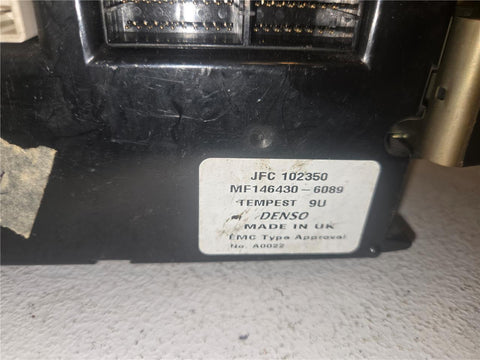 JFC 102350
MF146430-6089
TEMPEST 9U
DENSO
MADE IN UK
EMC Type Approval
No. A0022